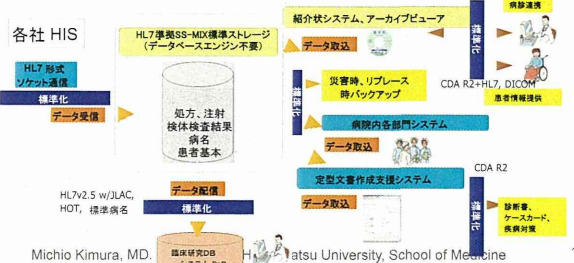 各社 HIS
HL7 形式
ソケット通信
標準化
データ受信
HL7準拠SS-MIX標準ストレージ
(データベースエンジン不要)
処方、注射
検体検査結果
病名
患者基本
HL7v2.5 w/JLAC,
HOT, 標準病名
データ配信
標準化
臨床研究DB
紹介状システム、アーカイブビューア
データ取込
標準化
病診連携
CDA R2+HL7, DICOM
患者情報提供
標準化
災害時、リプレース
時バックアップ
病院内各部門システム
データ取込
定型文書作成支援システム
データ取込
CDA R2
標準化
診断書、
ケースカード、
疾病対策
Michio Kimura, MD. H atsu University, School of Medicine